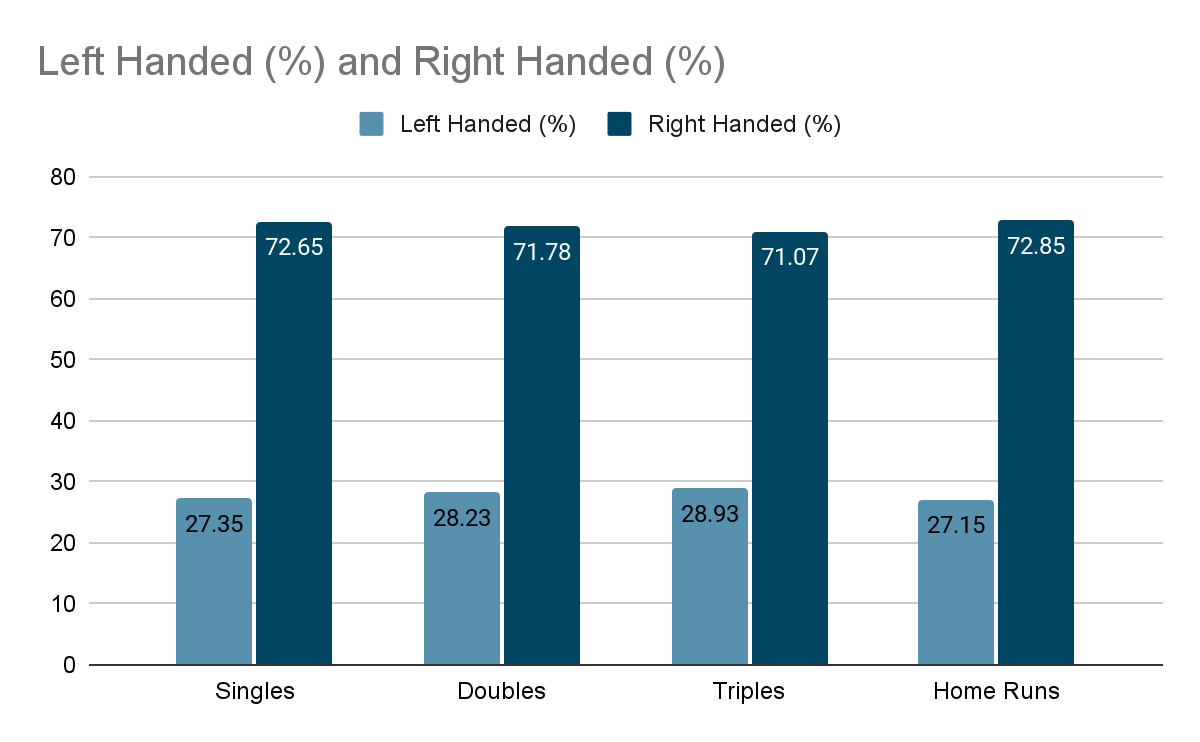 Left Handed (%) and Right Handed (%)
Left Handed (%) Right Handed (%)
80
70
60
50
40
30
20
10
0
72.65 71.78 71.07 72.85
27.35 28.23 28.93 27.15
Singles Doubles Triples Home Runs